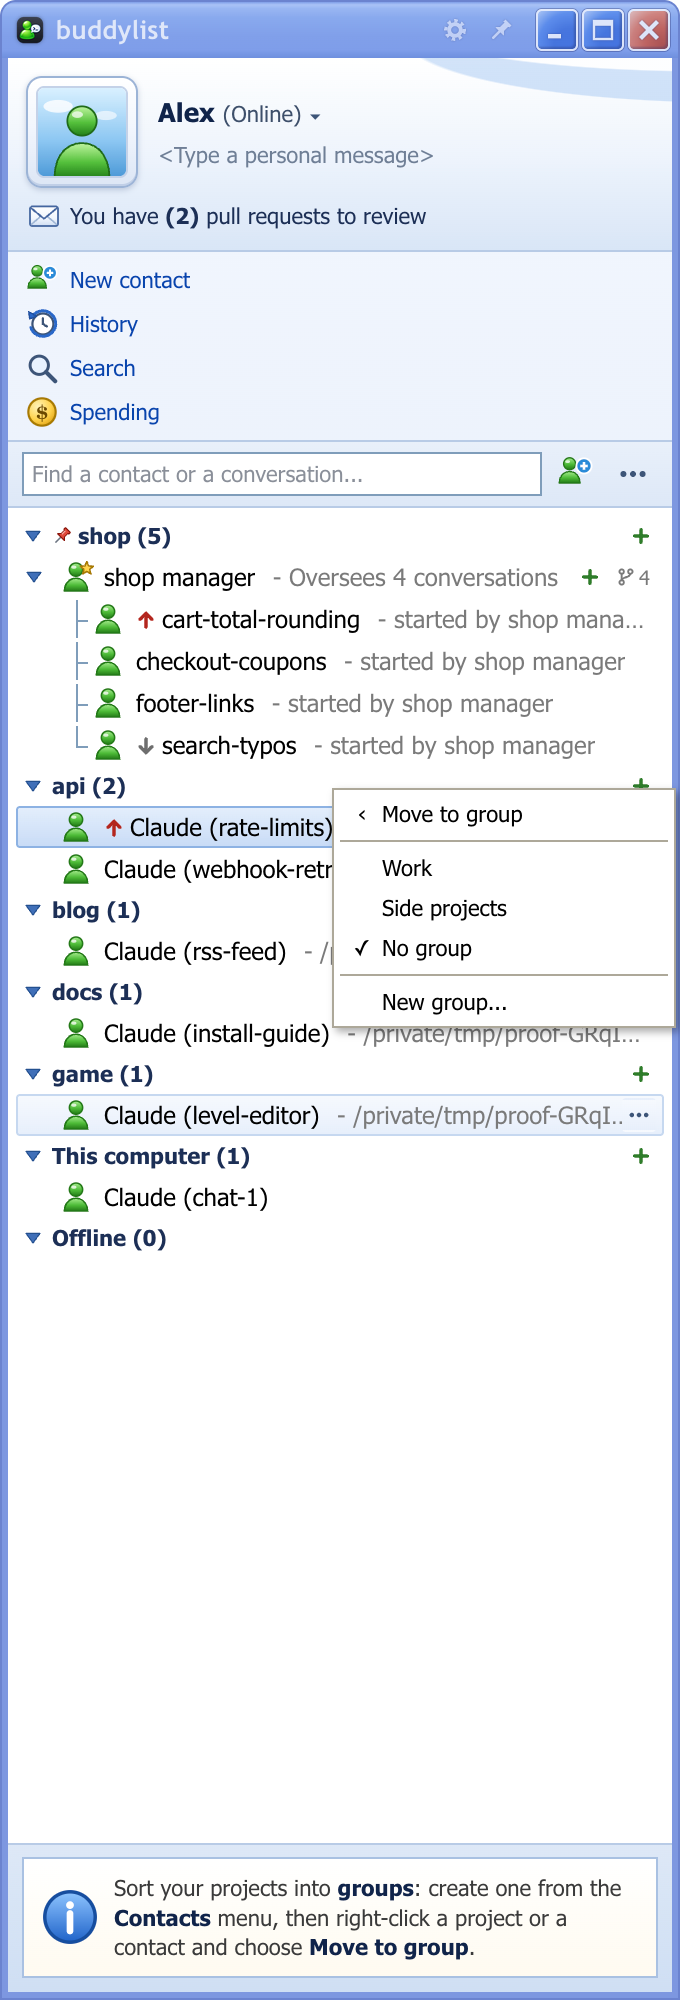 buddylist
Alex (Online)
<Type a personal message>
You have (2) pull requests to review
New contact
History
Search
Spending
Find a contact or a conversation...
shop (5)
shop manager - Oversees 4 conversations 4
cart-total-rounding - started by shop mana...
checkout-coupons - started by shop manager
footer-links - started by shop manager
search-typos - started by shop manager
api (2)
Claude (rate-limits)
Move to group
Work
Side projects
No group
New group...
Claude (webhook-retr
blog (1)
Claude (rss-feed) - /p
docs (1)
Claude (install-guide) - /private/tmp/proof-GRqI...
game (1)
Claude (level-editor) - /private/tmp/proof-GRqI...
This computer (1)
Claude (chat-1)
Offline (0)
Sort your projects into groups: create one from the
Contacts menu, then right-click a project or a
contact and choose Move to group.